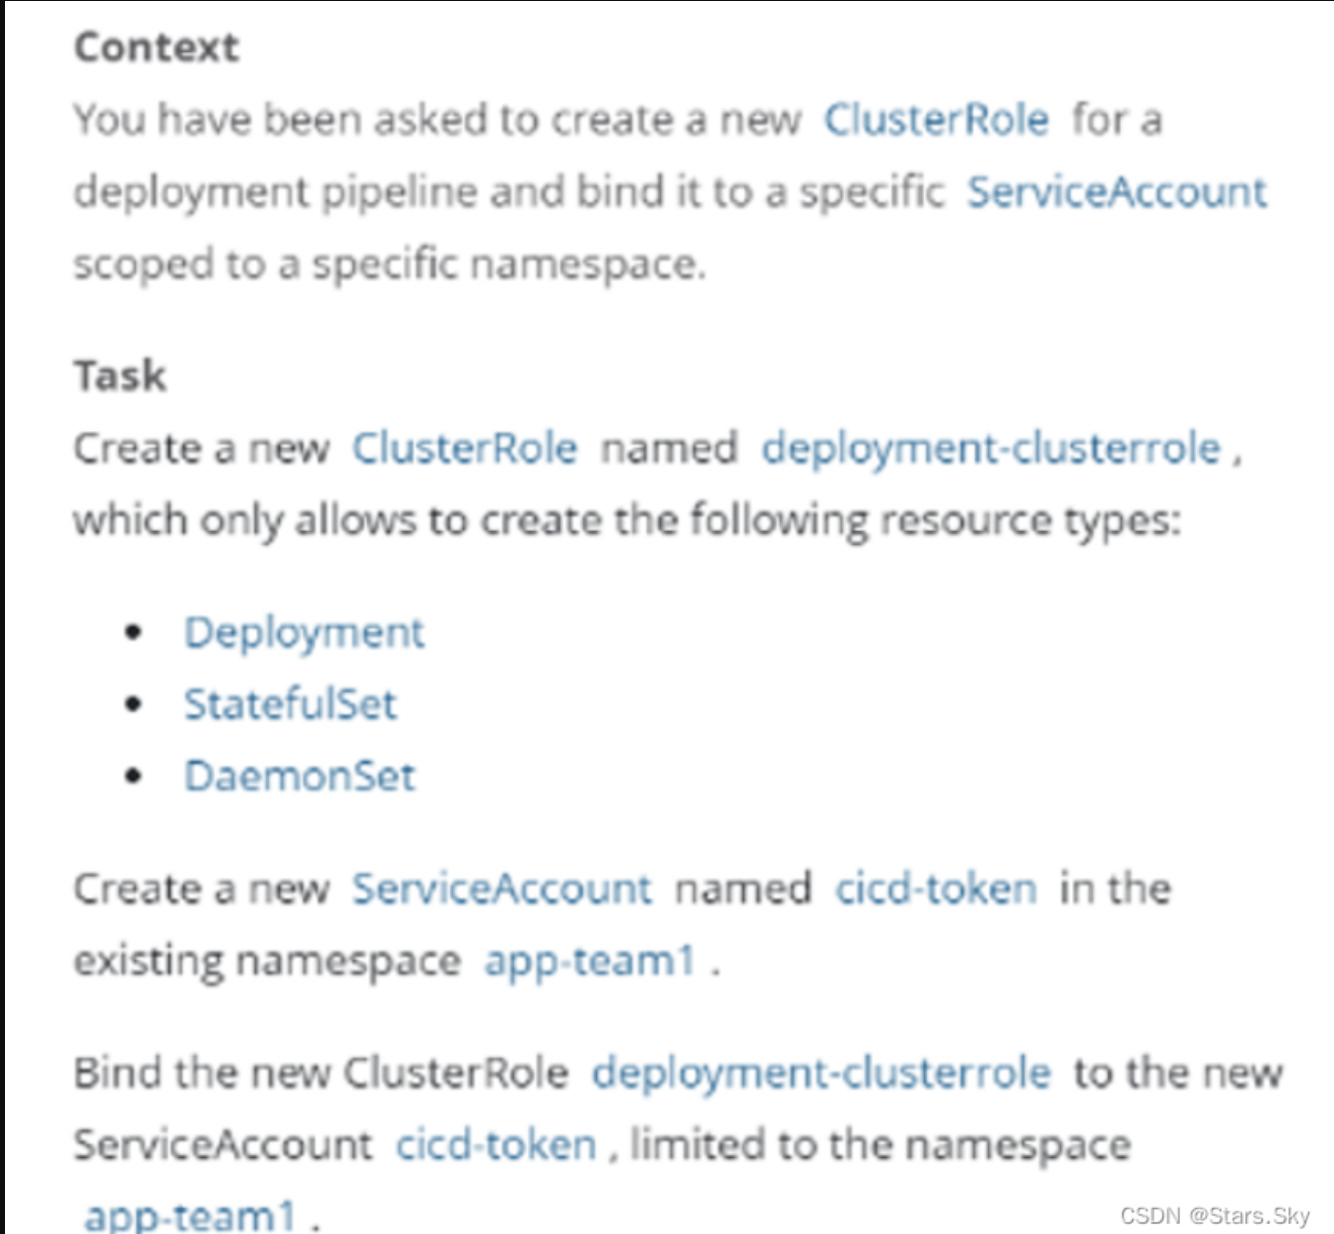 Context
You have been asked to create a new ClusterRole for a
deployment pipeline and bind it to a specific ServiceAccount
scoped to a specific namespace.
Task
Create a new ClusterRole named deployment-clusterrole ,
which only allows to create the following resource types:
• Deployment
• StatefulSet
• DaemonSet
Create a new ServiceAccount named cicd-token in the
existing namespace app-team1 .
Bind the new ClusterRole deployment-clusterrole to the new
ServiceAccount cicd-token , limited to the namespace
app-team1 .
CSDN @Stars.Sky